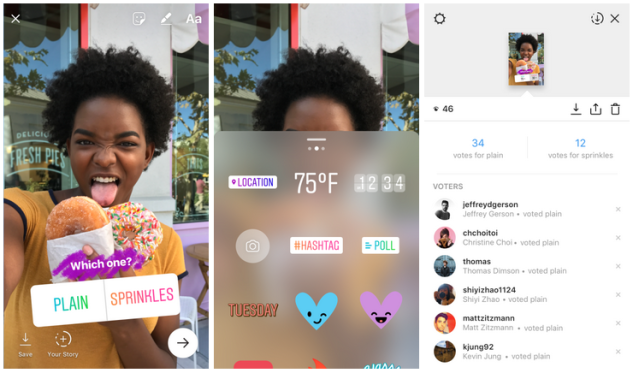 Aa
DELICIOUS
FRESH PIES
Which one?
PLAIN
SPRINKLES
Save
Your Story
LOCATION
75°F
12 34
#HASHTAG
POLL
TUESDAY
46
34
votes for plain
12
votes for sprinkles
VOTERS
jeffreydgerson
Jeffrey Gerson • voted plain
chchoitoi
Christine Choi • voted plain
thomas
Thomas Dimson • voted plain
shiyizhao1124
Shiyi Zhao • voted plain
mattzitzmann
Matt Zitzmann • voted plain
kjung92
Kevin Jung • voted plain